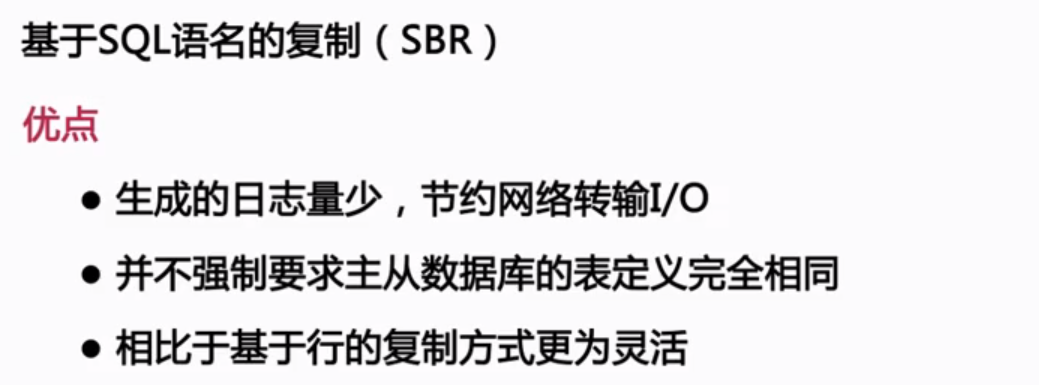 基于SQL语名的复制（SBR）
优点
● 生成的日志量少，节约网络转输I/O
● 并不强制要求主从数据库的表定义完全相同
● 相比于基于行的复制方式更为灵活